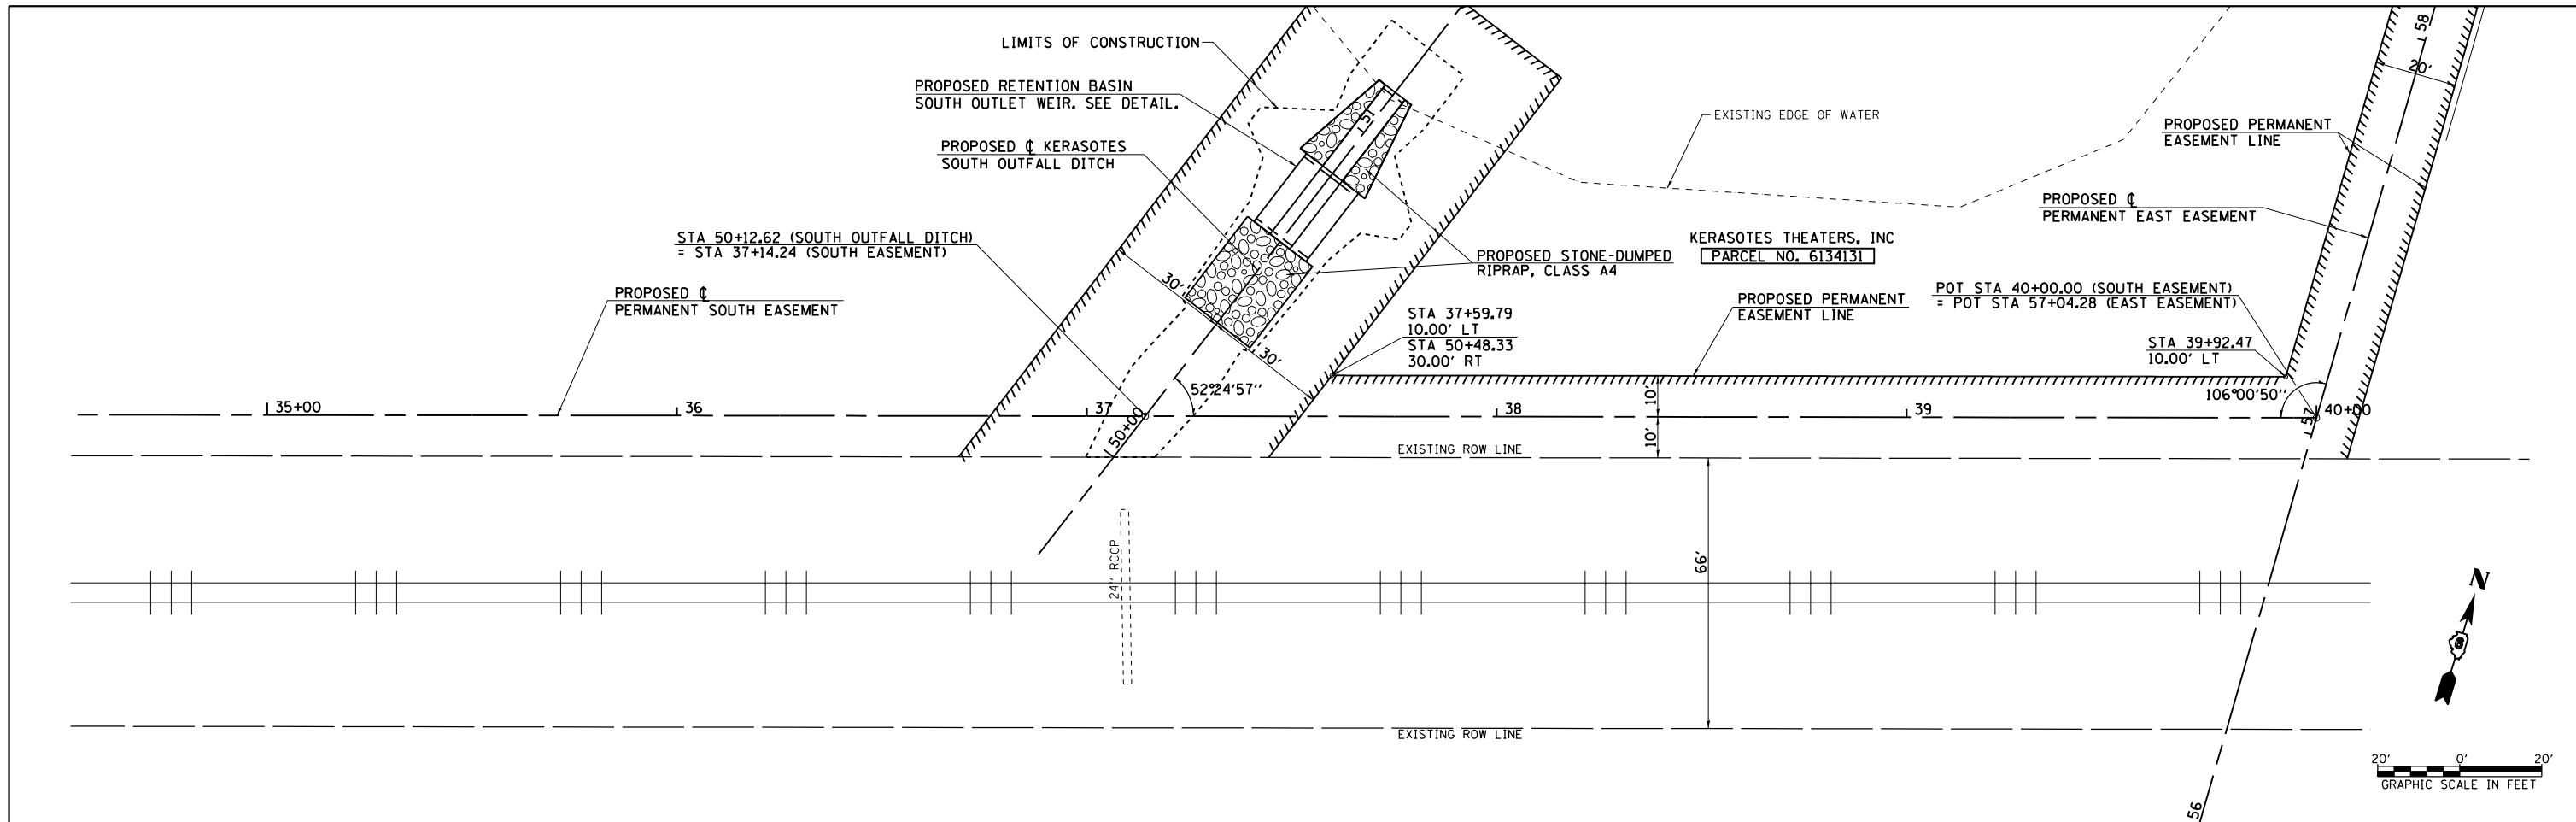 LIMITS OF CONSTRUCTION
PROPOSED RETENTION BASIN
SOUTH OUTLET WEIR. SEE DETAIL.
PROPOSED ℄ KERASOTES
SOUTH OUTFALL DITCH
STA 50+12.62 (SOUTH OUTFALL DITCH)
= STA 37+14.24 (SOUTH EASEMENT)
PROPOSED ℄
PERMANENT SOUTH EASEMENT
EXISTING EDGE OF WATER
58
20'
PROPOSED PERMANENT
EASEMENT LINE
PROPOSED ℄
PERMANENT EAST EASEMENT
51
KERASOTES THEATERS, INC
PARCEL NO. 6134131
PROPOSED STONE-DUMPED
RIPRAP, CLASS A4
POT STA 40+00.00 (SOUTH EASEMENT)
= POT STA 57+04.28 (EAST EASEMENT)
PROPOSED PERMANENT
EASEMENT LINE
30'
30'
STA 37+59.79
10.00' LT
STA 50+48.33
30.00' RT
STA 39+92.47
10.00' LT
52°24'57''
106°00'50''
35+00
36
37
38
39
40+00
50+00
57
10'
10'
EXISTING ROW LINE
24'' RCCP
66'
EXISTING ROW LINE
56
N
6
20'
0'
20'
GRAPHIC SCALE IN FEET